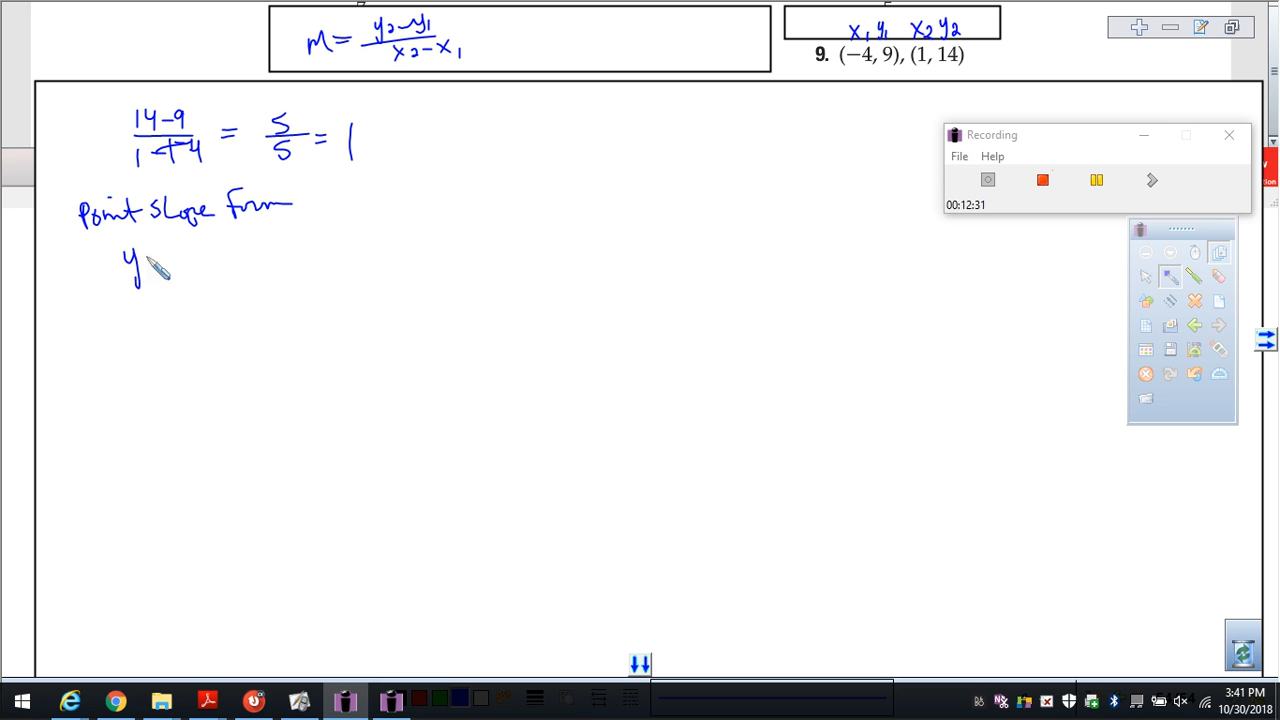 m = y2-y1 / x2-x1
x1 y1 x2 y2
9. (−4, 9), (1, 14)
14-9 / 1--4 = 5/5 = 1
Recording
File Help
00:12:31
Point Slope Form
y
3:41 PM
10/30/2018